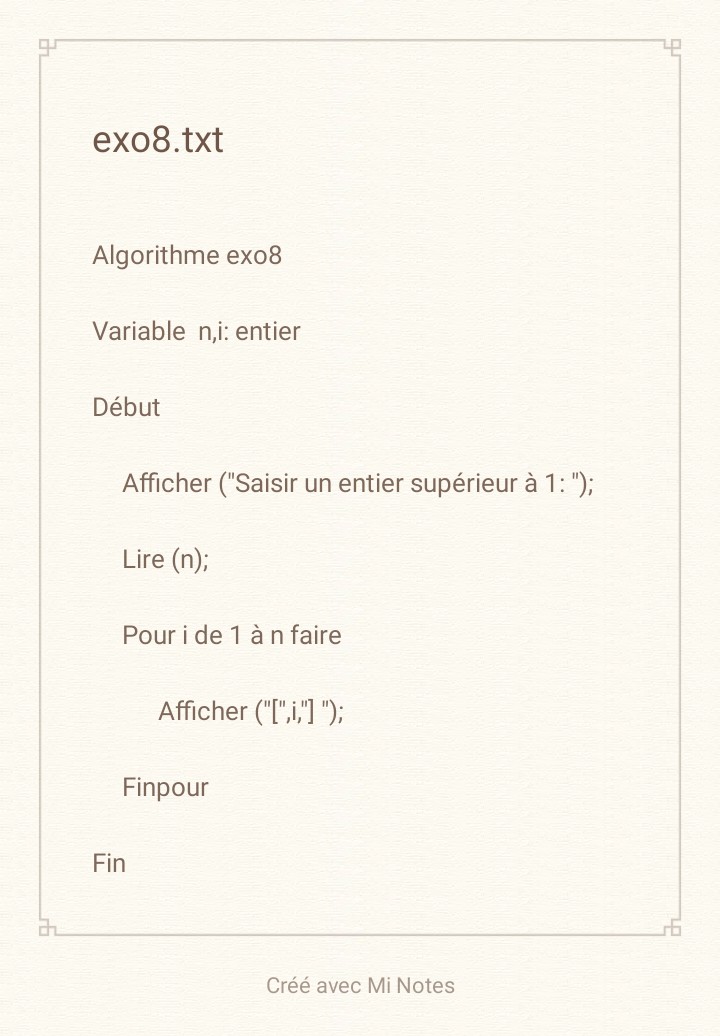 exo8.txt
Algorithme exo8
Variable  n,i: entier
Début
Afficher ("Saisir un entier supérieur à 1: ");
Lire (n);
Pour i de 1 à n faire
Afficher ("[",i,"] ");
Finpour
Fin
Créé avec Mi Notes